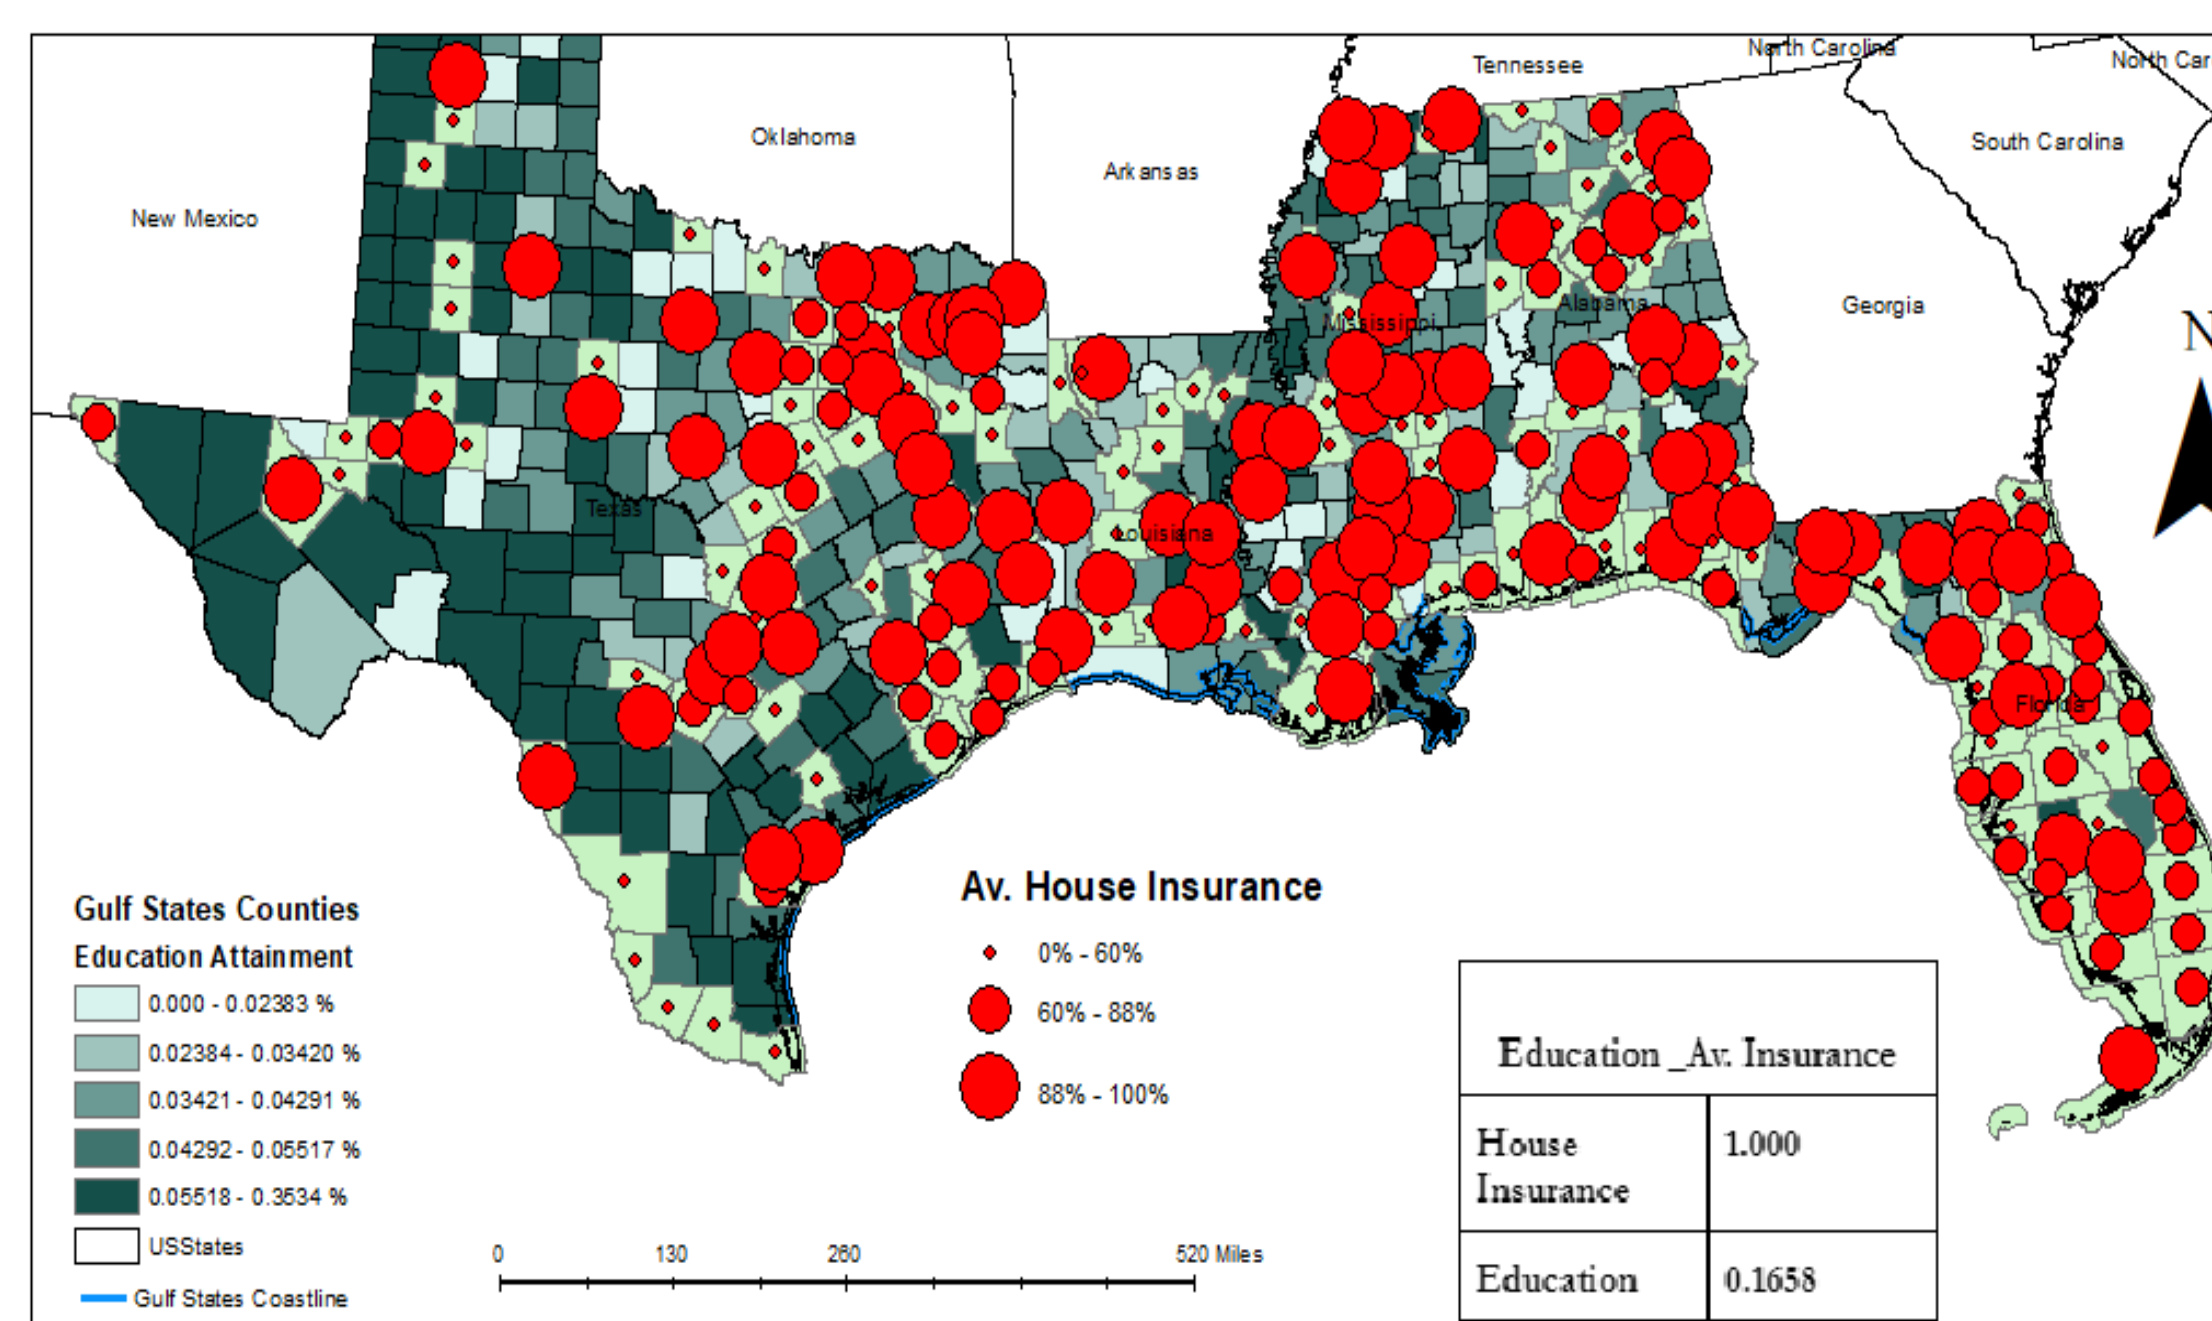 North Carolina
Tennessee
North Car
Oklahoma
South Carolina
Arkansas
New Mexico
Georgia
Alabama
Mississippi
N
Texas
Louisiana
Florida
Av. House Insurance
0% - 60%
60% - 88%
88% - 100%
Gulf States Counties
Education Attainment
0.000 - 0.02383 %
0.02384 - 0.03420 %
0.03421 - 0.04291 %
0.04292 - 0.05517 %
0.05518 - 0.3534 %
USStates
Gulf States Coastline
0 130 260 520 Miles
Education _Av. Insurance
House Insurance 1.000
Education 0.1658